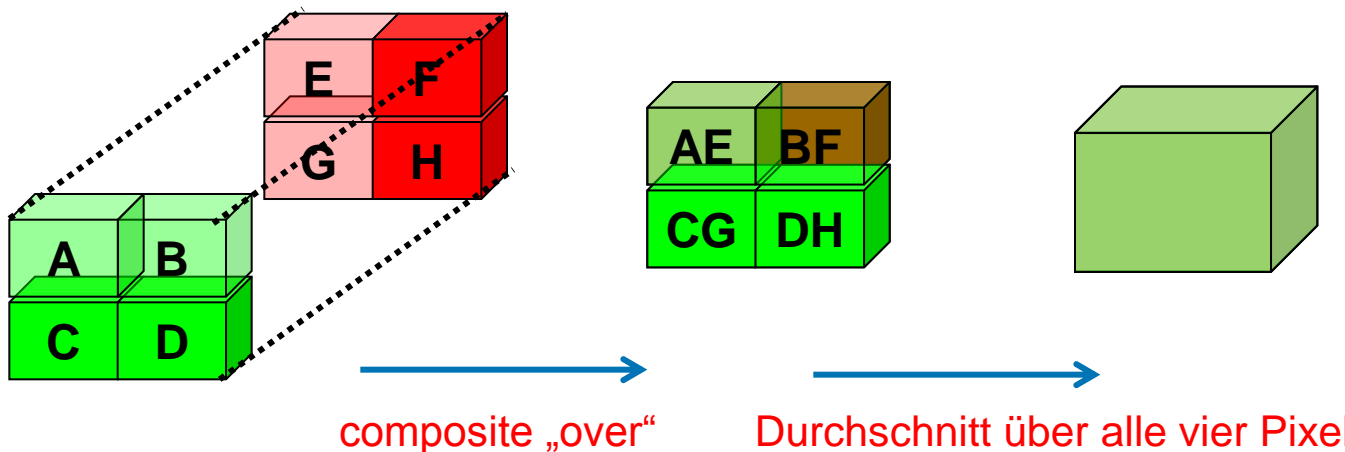 E F
G H
A B
C D
AE BF
CG DH
composite „over“
Durchschnitt über alle vier Pixel